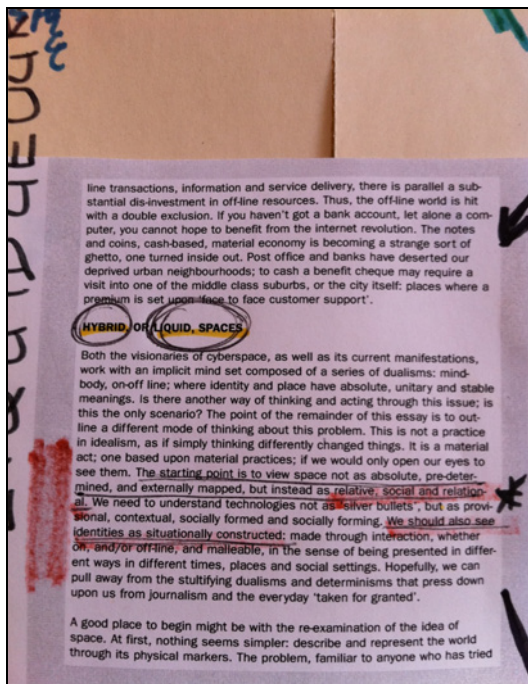 line transactions, information and service delivery, there is parallel a sub-
stantial dis-investment in off-line resources. Thus, the off-line world is hit
with a double exclusion. If you haven't got a bank account, let alone a com-
puter, you cannot hope to benefit from the internet revolution. The notes
and coins, cash-based, material economy is becoming a strange sort of
ghetto, one turned inside out. Post office and banks have deserted our
deprived urban neighbourhoods; to cash a benefit cheque may require a
visit into one of the middle class suburbs, or the city itself: places where a
premium is set upon 'face to face customer support'.
HYBRID, OR LIQUID, SPACES
Both the visionaries of cyberspace, as well as its current manifestations,
work with an implicit mind set composed of a series of dualisms: mind-
body, on-off line; where identity and place have absolute, unitary and stable
meanings. Is there another way of thinking and acting through this issue; is
this the only scenario? The point of the remainder of this essay is to out-
line a different mode of thinking about this problem. This is not a practice
in idealism, as if simply thinking differently changed things. It is a material
act; one based upon material practices; if we would only open our eyes to
see them. The starting point is to view space not as absolute, pre-deter-
mined, and externally mapped, but instead as relative, social and relation-
al. We need to understand technologies not as 'silver bullets', but as provi-
sional, contextual, socially formed and socially forming. We should also see
identities as situationally constructed: made through interaction, whether
on, and/or off-line, and malleable, in the sense of being presented in differ-
ent ways in different times, places and social settings. Hopefully, we can
pull away from the stultifying dualisms and determinisms that press down
upon us from journalism and the everyday 'taken for granted'.
A good place to begin might be with the re-examination of the idea of
space. At first, nothing seems simpler: describe and represent the world
through its physical markers. The problem, familiar to anyone who has tried